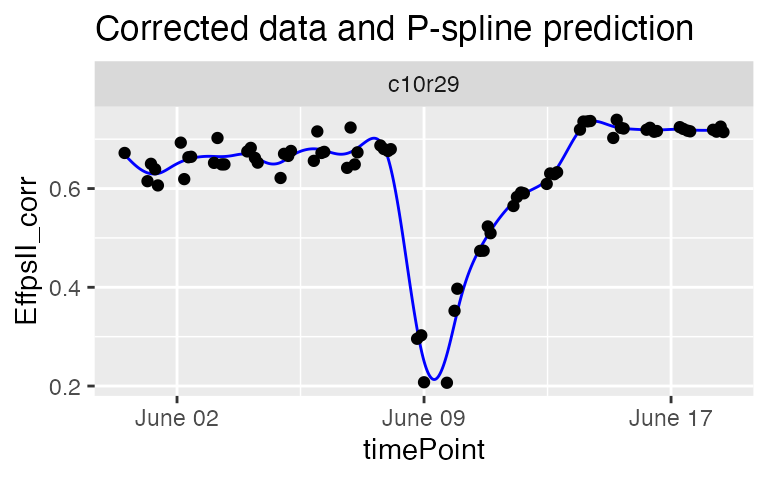 Corrected data and P-spline prediction
c10r29
EffpsII_corr
0.6
0.4
0.2
June 02
June 09
June 17
timePoint